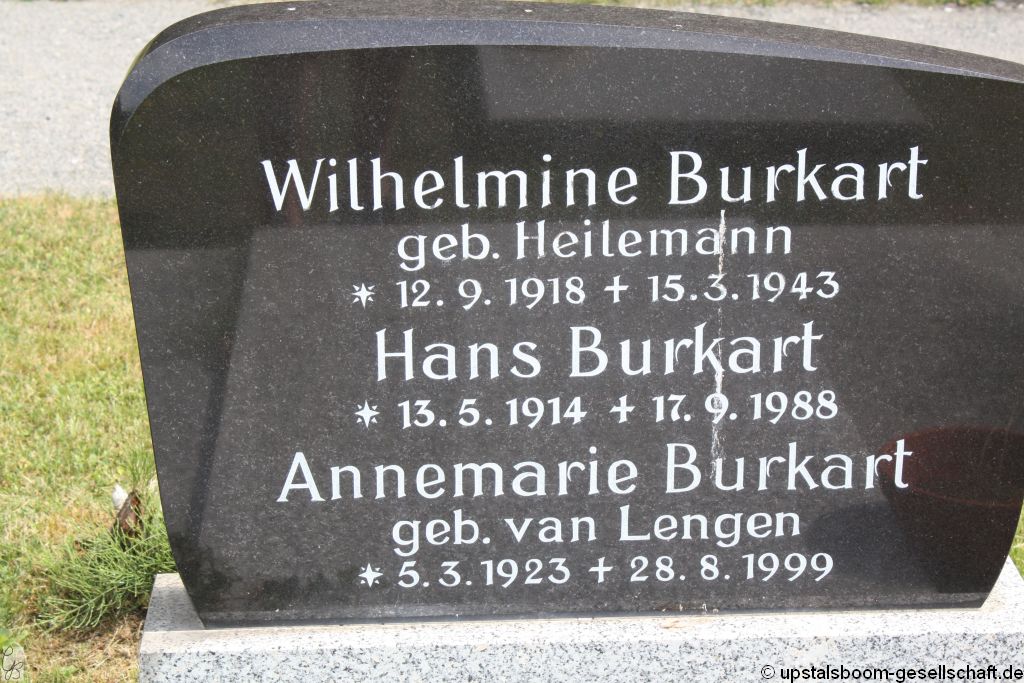 Wilhelmine Burkart
geb. Heilemann
* 12. 9. 1918 + 15. 3. 1943
Hans Burkart
* 13. 5. 1914 + 17. 9. 1988
Annemarie Burkart
geb. van Lengen
* 5. 3. 1923 + 28. 8. 1999
© upstalsboom-gesellschaft.de